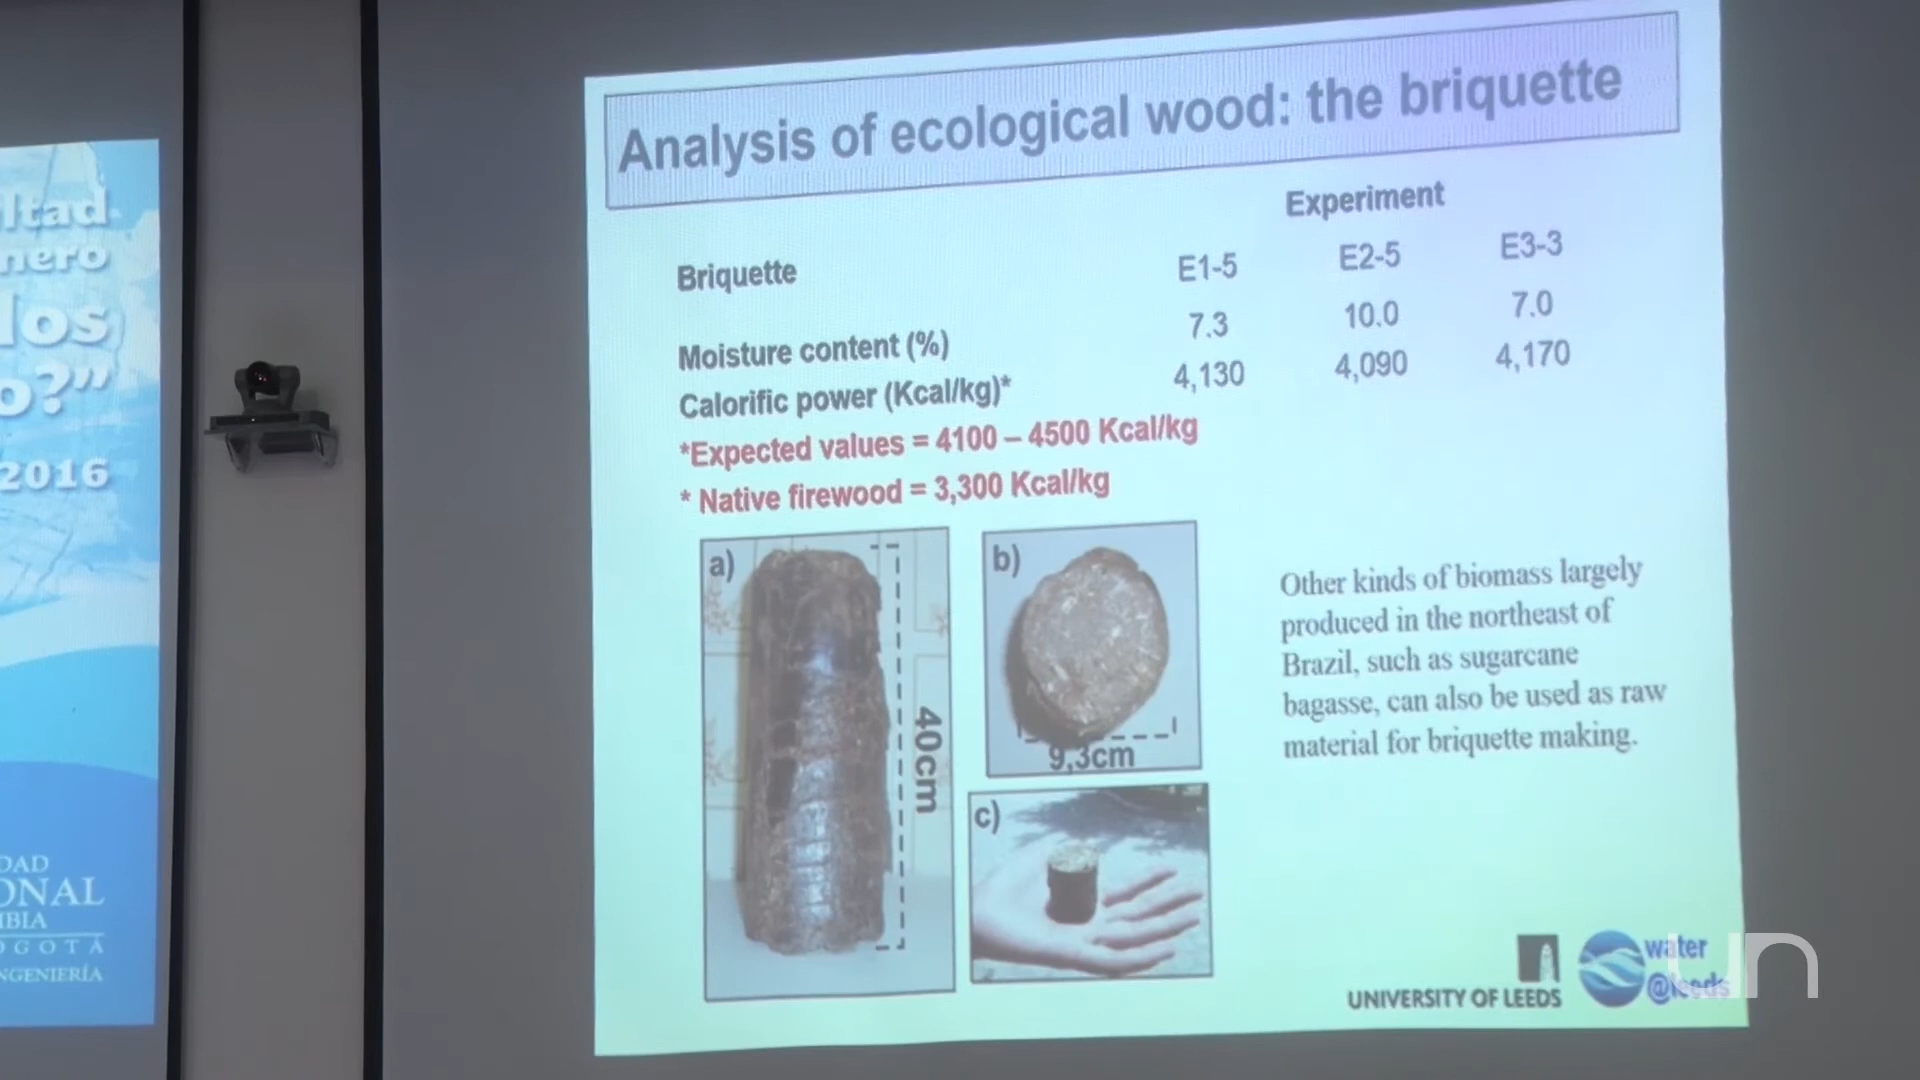 ltad
nero
los
o?”
2016
DAD
ONAL
MBIA
OGOTÁ
NGENIERÍA
Analysis of ecological wood: the briquette
Experiment
Briquette E1-5 E2-5 E3-3
Moisture content (%) 7.3 10.0 7.0
Calorific power (Kcal/kg)* 4,130 4,090 4,170
*Expected values = 4100 – 4500 Kcal/kg
* Native firewood = 3,300 Kcal/kg
a)
40cm
b)
9,3cm
c)
Other kinds of biomass largely
produced in the northeast of
Brazil, such as sugarcane
bagasse, can also be used as raw
material for briquette making.
UNIVERSITY OF LEEDS
water
@leeds
un